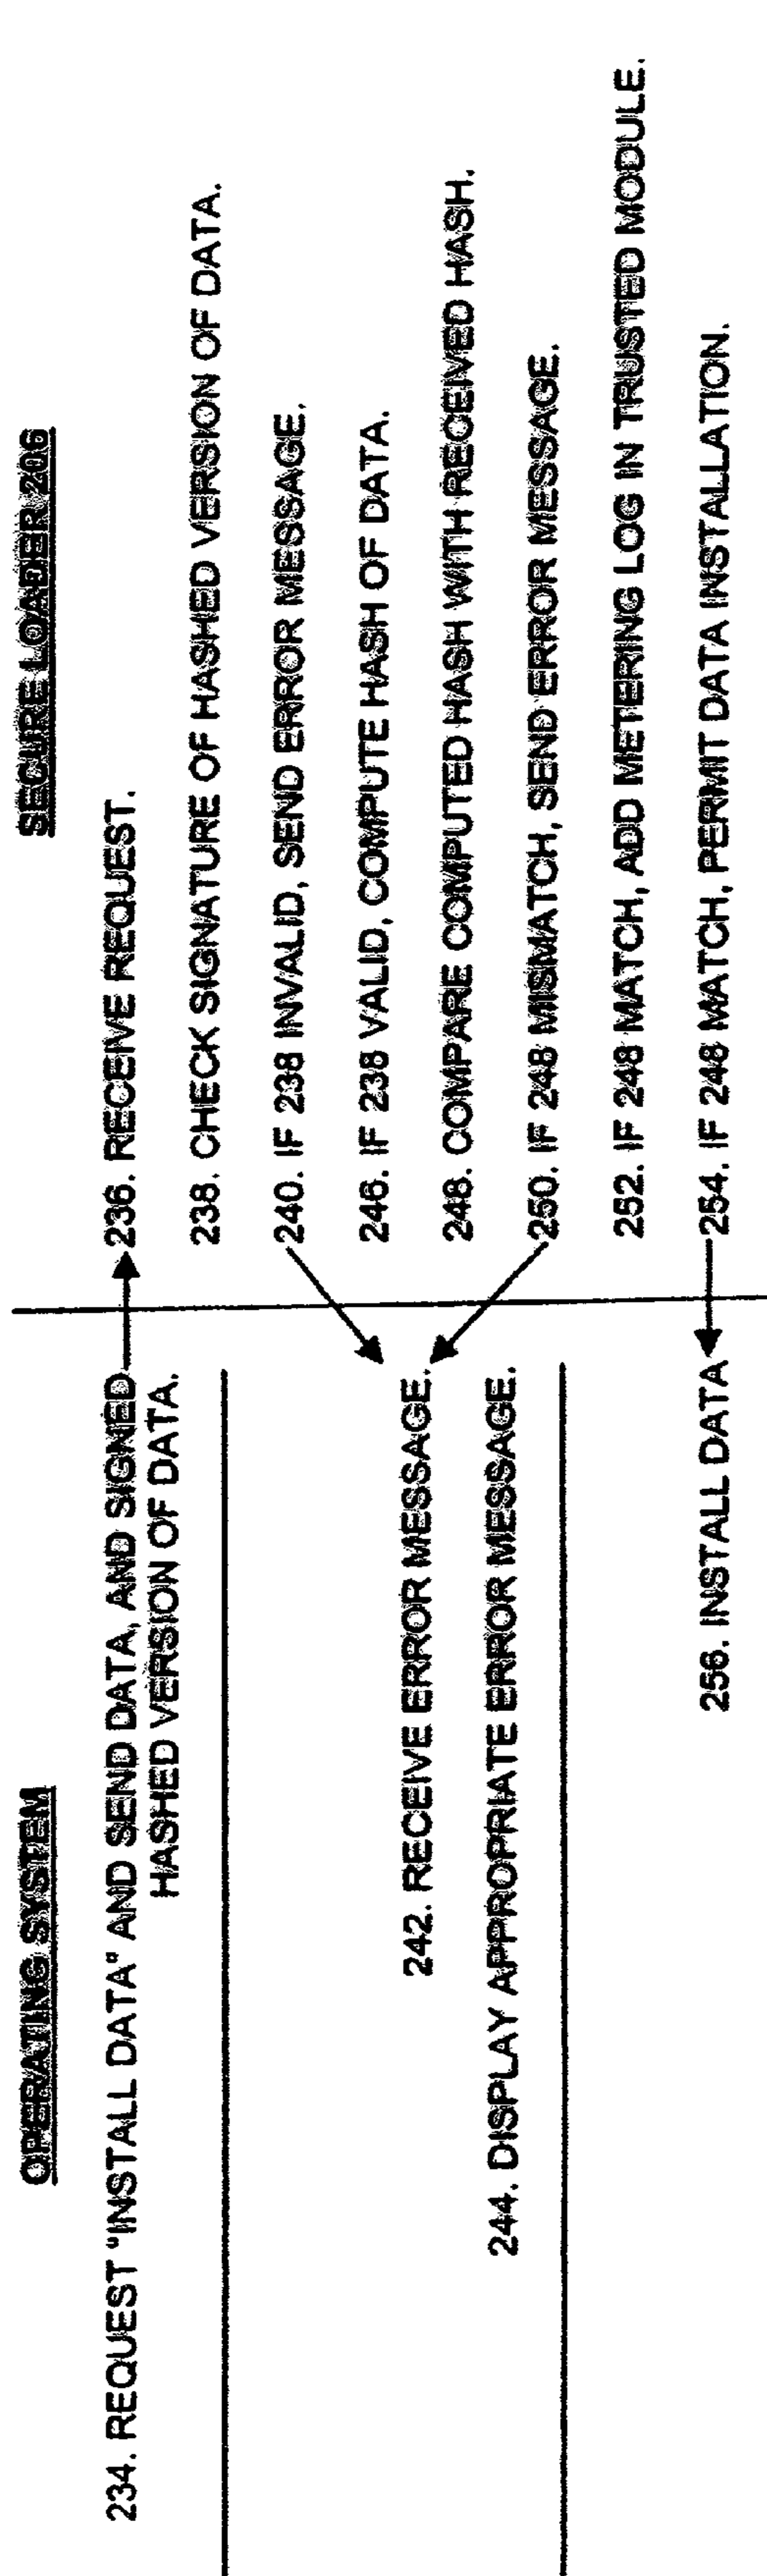 OPERATING SYSTEM
SECURE LOADER 206
234. REQUEST "INSTALL DATA" AND SEND DATA, AND SIGNED
HASHED VERSION OF DATA.
236. RECEIVE REQUEST.
238. CHECK SIGNATURE OF HASHED VERSION OF DATA.
240. IF 238 INVALID, SEND ERROR MESSAGE.
242. RECEIVE ERROR MESSAGE.
244. DISPLAY APPROPRIATE ERROR MESSAGE.
246. IF 238 VALID, COMPUTE HASH OF DATA.
248. COMPARE COMPUTED HASH WITH RECEIVED HASH.
250. IF 248 MISMATCH, SEND ERROR MESSAGE.
252. IF 248 MATCH, ADD METERING LOG IN TRUSTED MODULE.
254. IF 248 MATCH, PERMIT DATA INSTALLATION.
256. INSTALL DATA